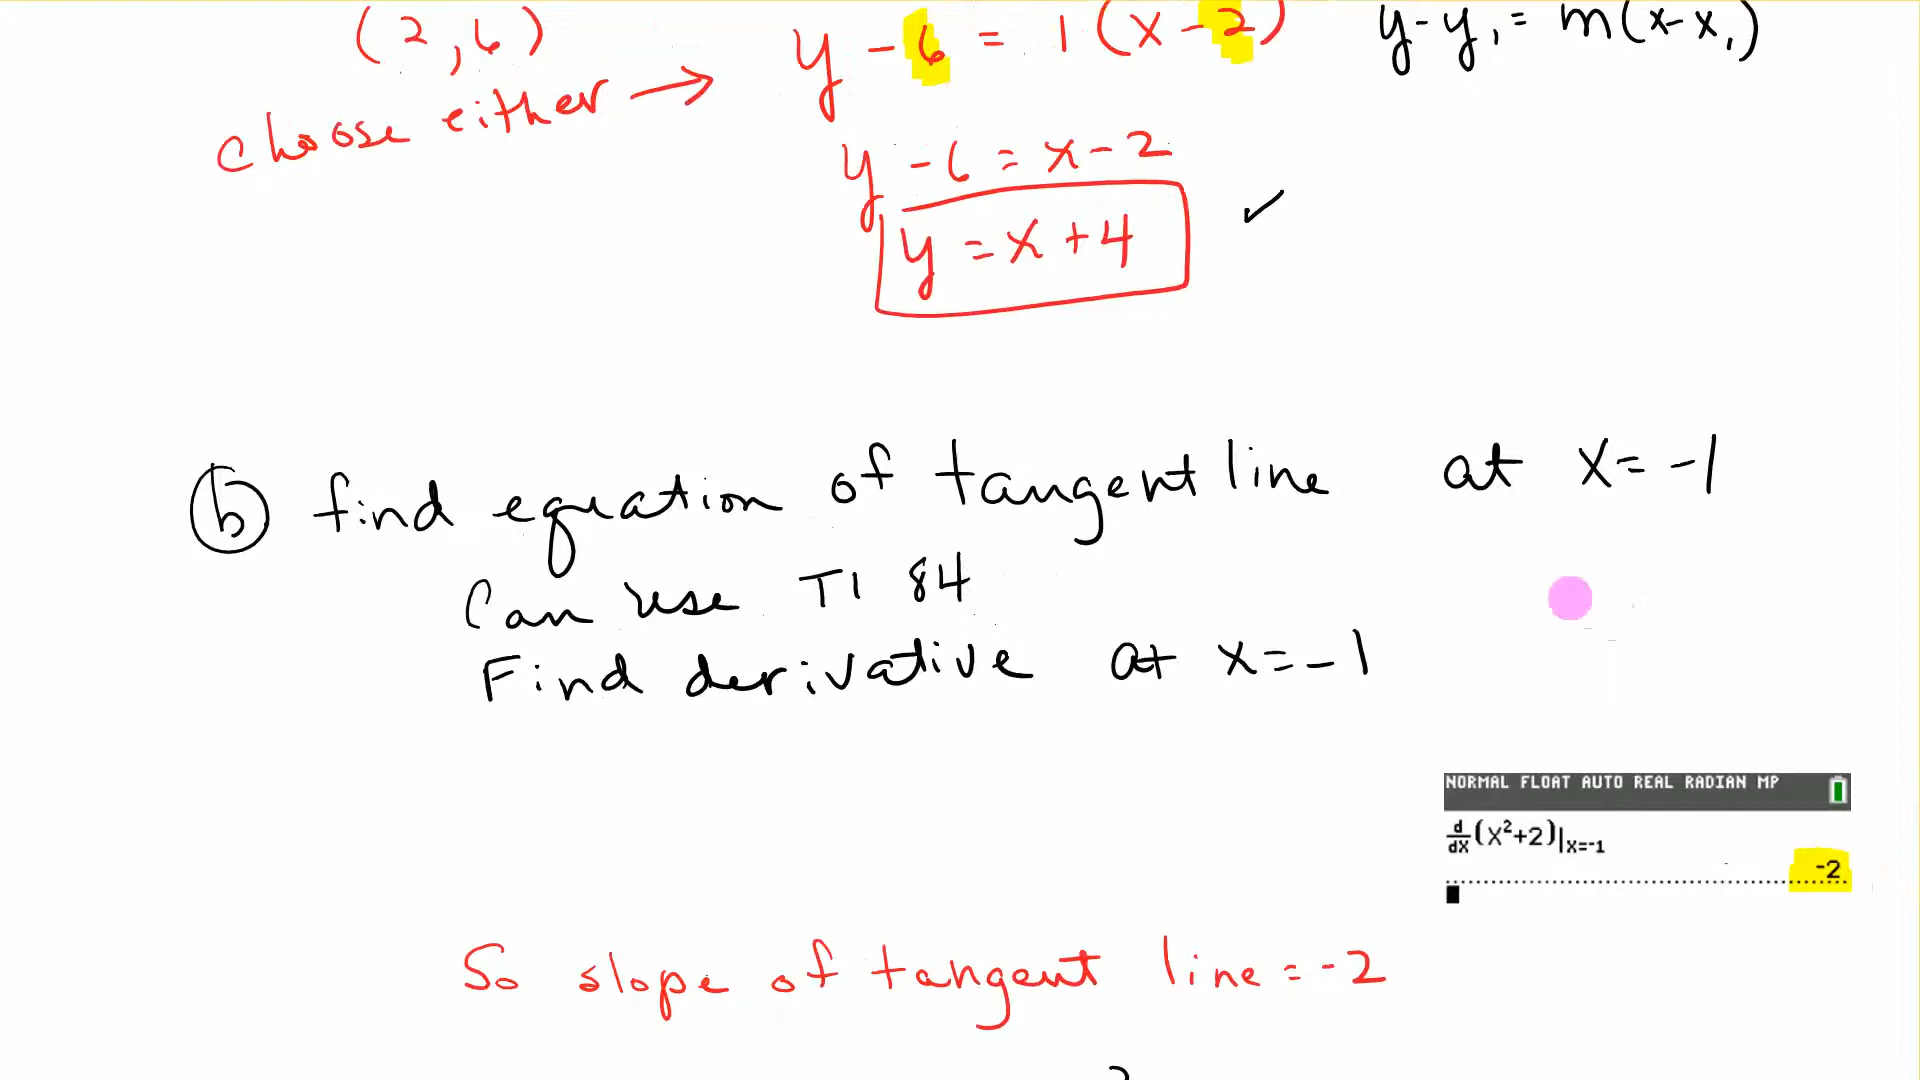 (2, 6) y - 6 = 1 (x - 2) y - y₁ = m(x - x₁)
choose either →
y - 6 = x - 2
y = x + 4 ✓
ⓑ find equation of tangent line at x = -1
Can use TI 84
Find derivative at x = -1
NORMAL FLOAT AUTO REAL RADIAN MP
d/dX(X²+2)|X=-1
-2
So slope of tangent line = -2